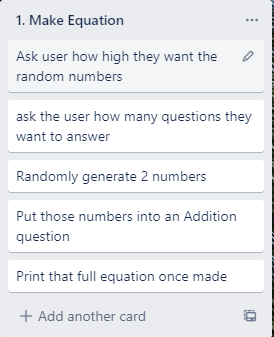 1. Make Equation
Ask user how high they want the
random numbers
ask the user how many questions they
want to answer
Randomly generate 2 numbers
Put those numbers into an Addition
question
Print that full equation once made
+ Add another card